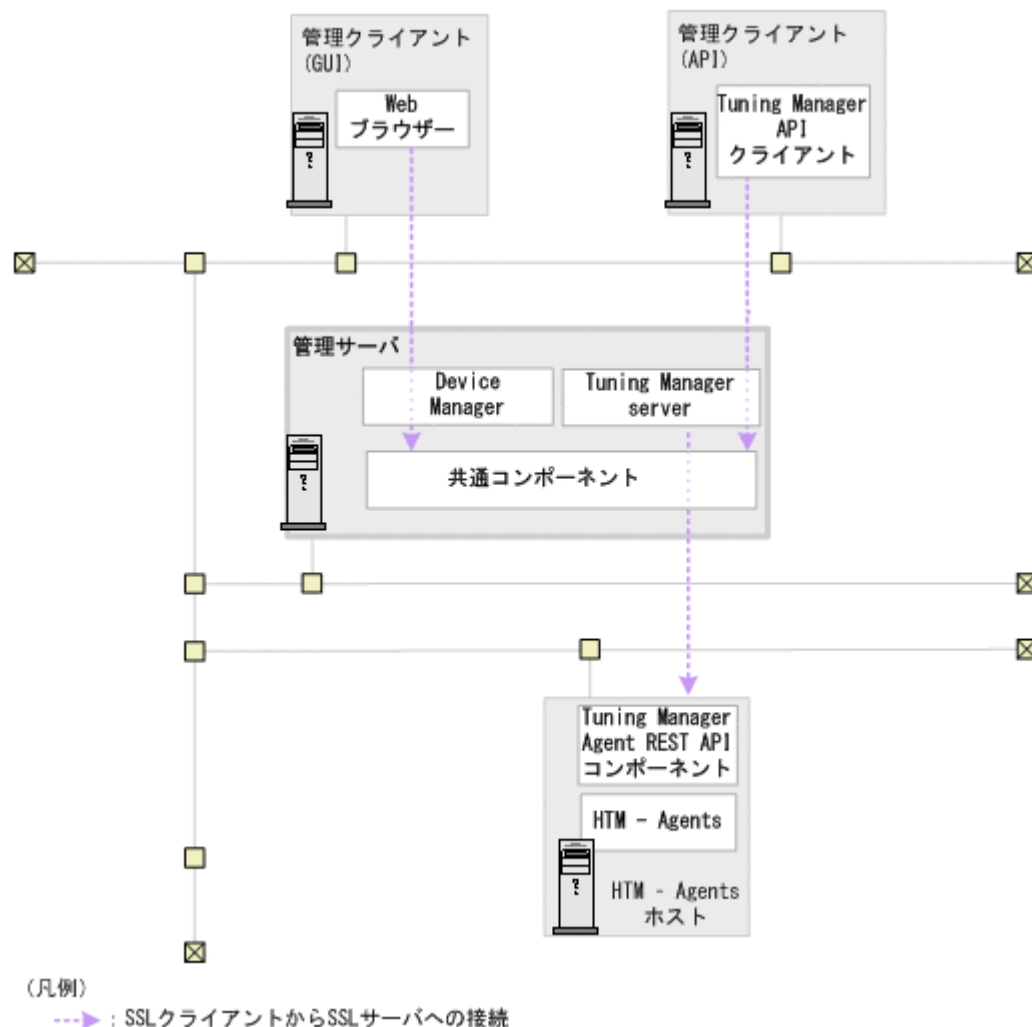 管理クライアント
(GUI)
Web
ブラウザー
管理クライアント
(API)
Tuning Manager
API
クライアント
管理サーバ
Device
Manager
Tuning Manager
server
共通コンポーネント
Tuning Manager
Agent REST API
コンポーネント
HTM - Agents
HTM - Agents
ホスト
(凡例)
: SSLクライアントからSSLサーバへの接続